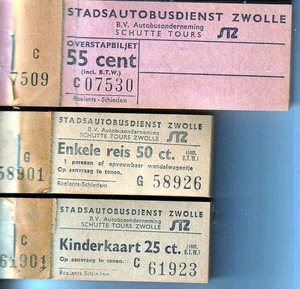 STADSAUTOBUSDIENST ZWOLLE
B.V. Autobusonderneming
SCHUTTE TOURS STZ
OVERSTAPBILJET
55 cent
(incl. B.T.W.)
C 07530
Roelants - Schiedam
C
7509
STADSAUTOBUSDIENST ZWOLLE
B.V. Autobusonderneming
SCHUTTE TOURS ZWOLLE STZ
Enkele reis 50 ct. (incl. B.T.W.)
1 persoon of opvouwbaar wandelwagentje
Op aanvraag te tonen.
G 58926
Roelants-Schiedam
G
58901
STADSAUTOBUSDIENST ZWOLLE
B.V. Autobusonderneming
SCHUTTE TOURS ZWOLLE STZ
Kinderkaart 25 ct. (incl. B.T.W.)
Op aanvraag te tonen.
C 61923
Roelants-Schiedam
C
61901